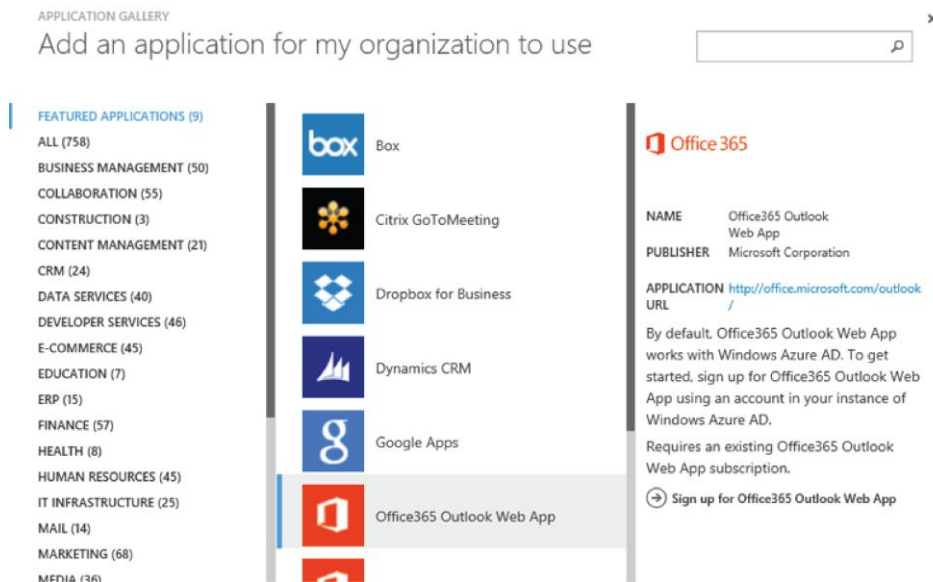 APPLICATION GALLERY
Add an application for my organization to use
FEATURED APPLICATIONS (9)
ALL (758)
BUSINESS MANAGEMENT (50)
COLLABORATION (55)
CONSTRUCTION (3)
CONTENT MANAGEMENT (21)
CRM (24)
DATA SERVICES (40)
DEVELOPER SERVICES (46)
E-COMMERCE (45)
EDUCATION (7)
ERP (15)
FINANCE (57)
HEALTH (8)
HUMAN RESOURCES (45)
IT INFRASTRUCTURE (25)
MAIL (14)
MARKETING (68)
MEDIA (36)
box
Box
Citrix GoToMeeting
Dropbox for Business
Dynamics CRM
g
Google Apps
Office365 Outlook Web App
Office 365
NAME Office365 Outlook
Web App
PUBLISHER Microsoft Corporation
APPLICATION http://office.microsoft.com/outlook
URL /
By default, Office365 Outlook Web App
works with Windows Azure AD. To get
started, sign up for Office365 Outlook Web
App using an account in your instance of
Windows Azure AD.
Requires an existing Office365 Outlook
Web App subscription.
Sign up for Office365 Outlook Web App